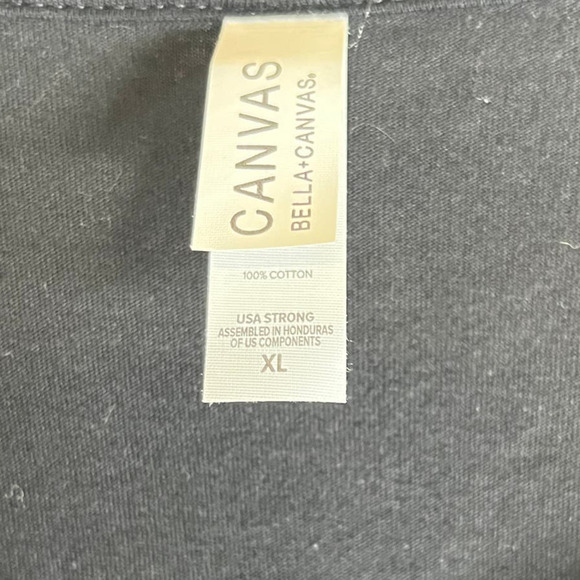 CANVAS
BELLA+CANVAS®
100% COTTON
USA STRONG
ASSEMBLED IN HONDURAS
OF US COMPONENTS
XL